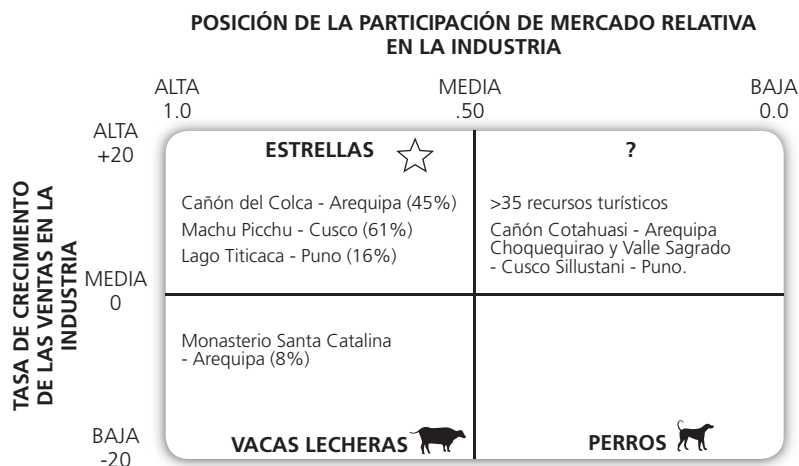 POSICIÓN DE LA PARTICIPACIÓN DE MERCADO RELATIVA
EN LA INDUSTRIA
ALTA
1.0
MEDIA
.50
BAJA
0.0
TASA DE CRECIMIENTO
DE LAS VENTAS EN LA
INDUSTRIA
ALTA
+20
MEDIA
0
BAJA
-20
ESTRELLAS
Cañón del Colca - Arequipa (45%)
Machu Picchu - Cusco (61%)
Lago Titicaca - Puno (16%)
?
>35 recursos turísticos
Cañón Cotahuasi - Arequipa
Choquequirao y Valle Sagrado
- Cusco Sillustani - Puno.
Monasterio Santa Catalina
- Arequipa (8%)
VACAS LECHERAS
PERROS